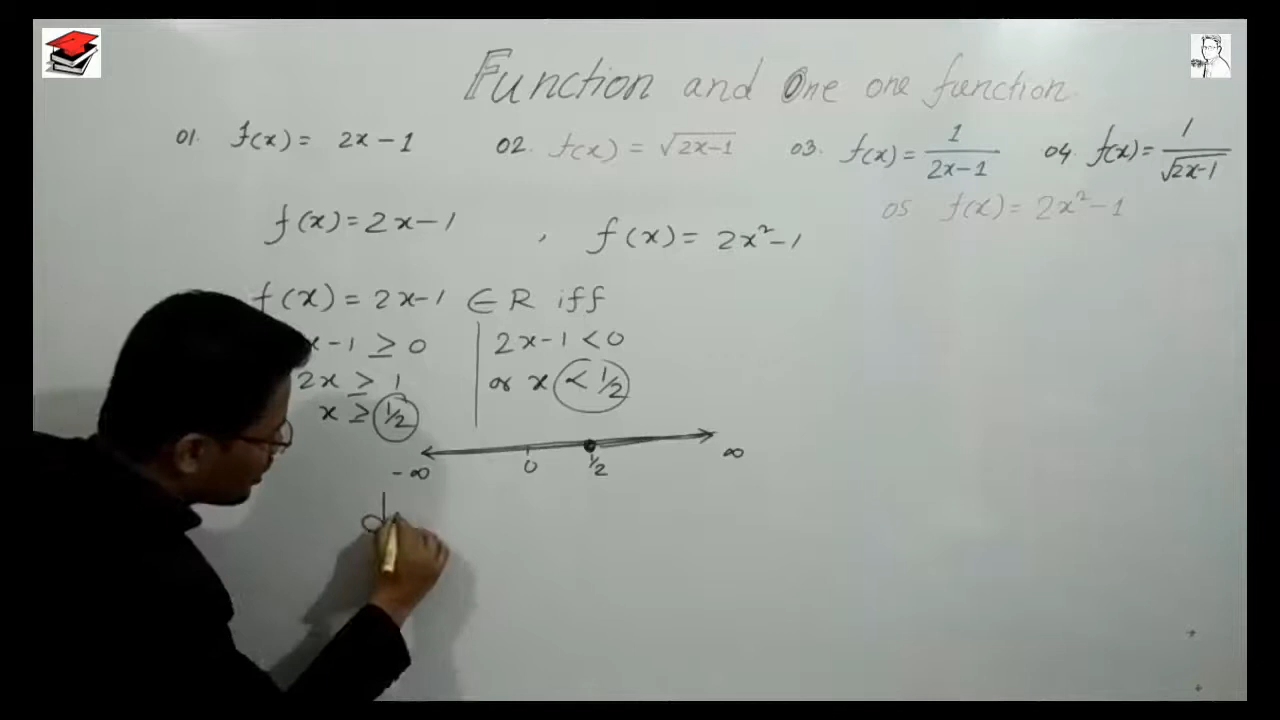 Function and One one function
01. f(x) = 2x-1 02. f(x) = √2x-1 03. f(x) = 1/2x-1 04. f(x) = 1/√2x-1
05 f(x) = 2x²-1
f(x) = 2x-1 , f(x) = 2x²-1
f(x) = 2x-1 ∈ R iff
x-1 ≥ 0 | 2x-1 < 0
2x ≥ 1 | or x < 1/2
x ≥ 1/2
-∞ 0 1/2 ∞
d